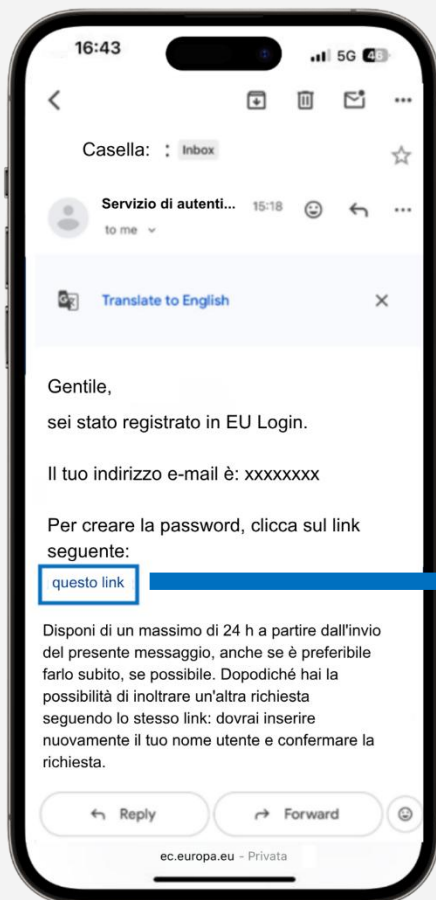 16:43
5G 46
Casella: : Inbox
Servizio di autenti... 15:18
to me
Translate to English
Gentile,
sei stato registrato in EU Login.
Il tuo indirizzo e-mail è: xxxxxxxx
Per creare la password, clicca sul link
seguente:
questo link
Disponi di un massimo di 24 h a partire dall'invio
del presente messaggio, anche se è preferibile
farlo subito, se possibile. Dopodiché hai la
possibilità di inoltrare un'altra richiesta
seguendo lo stesso link: dovrai inserire
nuovamente il tuo nome utente e confermare la
richiesta.
Reply Forward
ec.europa.eu - Privata